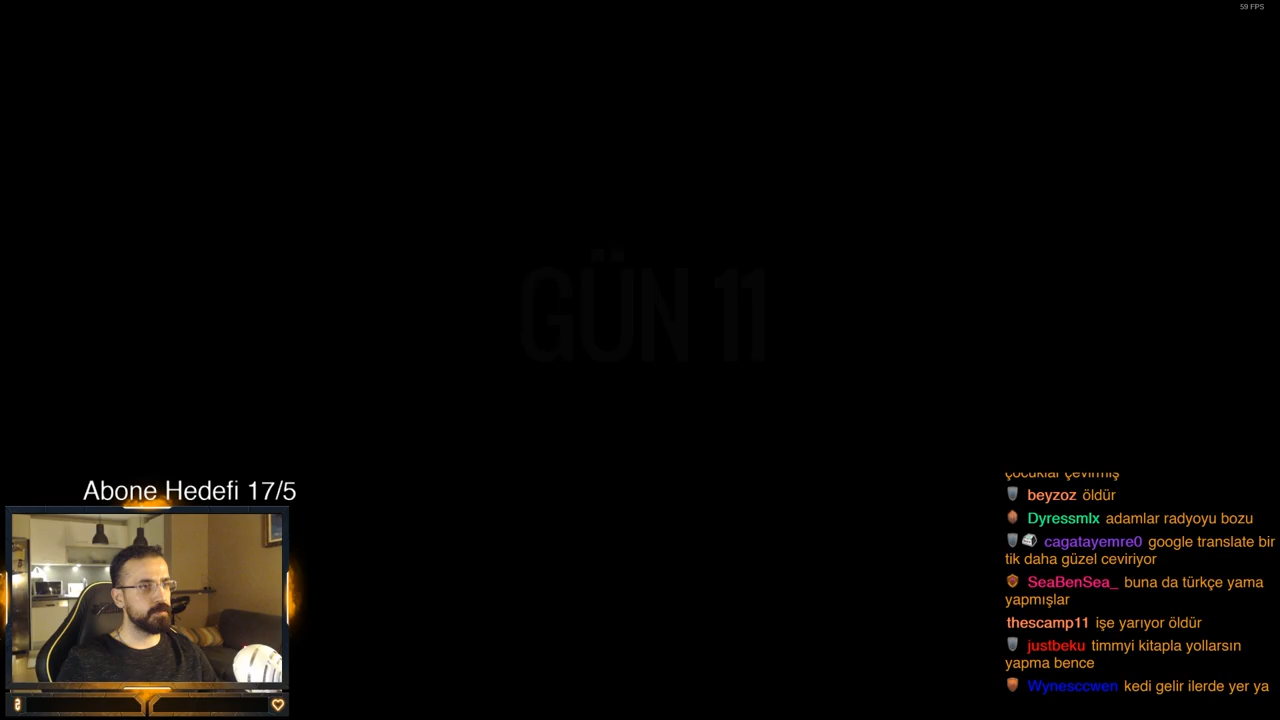 59 FPS
GÜN 11
Abone Hedefi 17/5
çocuklar çevirmiş
beyzoz öldür
Dyressmlx adamlar radyoyu bozu
cagatayemre0 google translate bir
tik daha güzel ceviriyor
SeaBenSea_ buna da türkçe yama
yapmışlar
thescamp11 işe yarıyor öldür
justbeku timmyi kitapla yollarsın
yapma bence
Wynesccwen kedi gelir ilerde yer ya